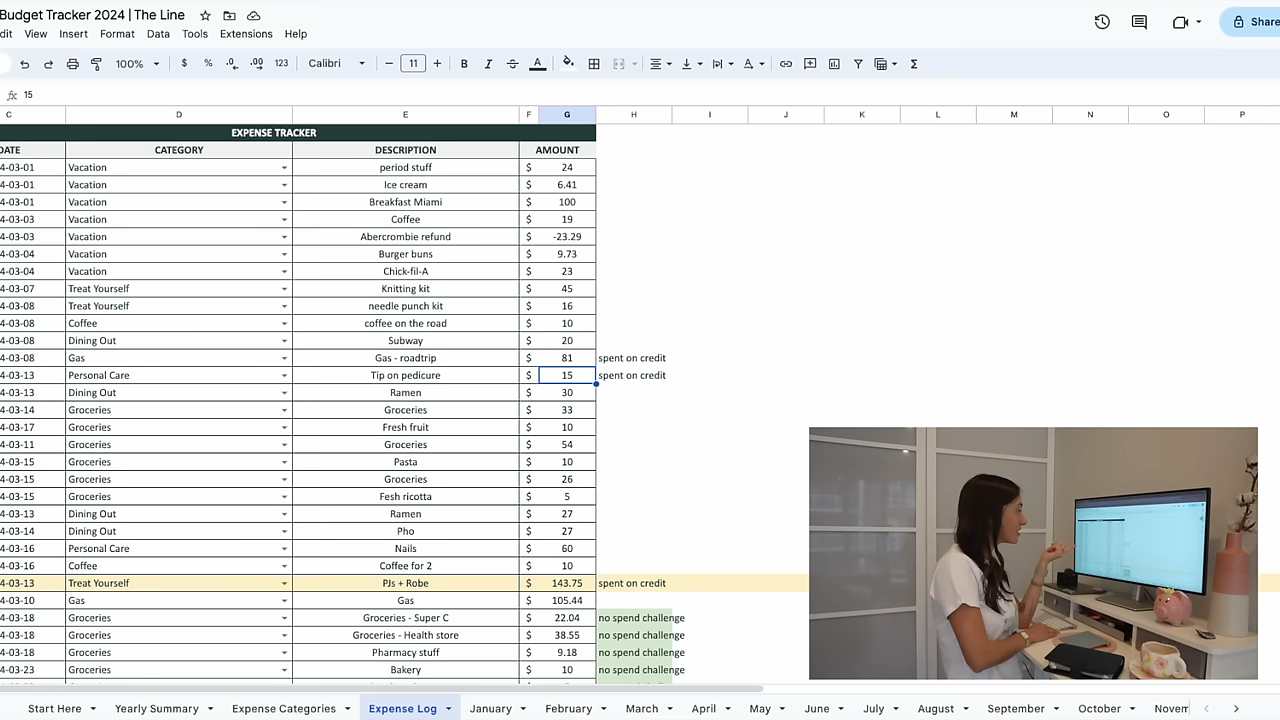 Budget Tracker 2024 | The Line
dit View Insert Format Data Tools Extensions Help
Share
100% $ % .0 .00 123 Calibri 11 B I S A Σ
fx 15
C D E F G H I J K L M N O P
EXPENSE TRACKER
DATE CATEGORY DESCRIPTION AMOUNT
4-03-01 Vacation period stuff $ 24
4-03-01 Vacation Ice cream $ 6.41
4-03-01 Vacation Breakfast Miami $ 100
4-03-03 Vacation Coffee $ 19
4-03-03 Vacation Abercrombie refund $ -23.29
4-03-04 Vacation Burger buns $ 9.73
4-03-04 Vacation Chick-fil-A $ 23
4-03-07 Treat Yourself Knitting kit $ 45
4-03-08 Treat Yourself needle punch kit $ 16
4-03-08 Coffee coffee on the road $ 10
4-03-08 Dining Out Subway $ 20
4-03-08 Gas Gas - roadtrip $ 81 spent on credit
4-03-13 Personal Care Tip on pedicure $ 15 spent on credit
4-03-13 Dining Out Ramen $ 30
4-03-14 Groceries Groceries $ 33
4-03-17 Groceries Fresh fruit $ 10
4-03-11 Groceries Groceries $ 54
4-03-15 Groceries Pasta $ 10
4-03-15 Groceries Groceries $ 26
4-03-15 Groceries Fesh ricotta $ 5
4-03-13 Dining Out Ramen $ 27
4-03-14 Dining Out Pho $ 27
4-03-16 Personal Care Nails $ 60
4-03-16 Coffee Coffee for 2 $ 10
4-03-13 Treat Yourself PJs + Robe $ 143.75 spent on credit
4-03-10 Gas Gas $ 105.44
4-03-18 Groceries Groceries - Super C $ 22.04 no spend challenge
4-03-18 Groceries Groceries - Health store $ 38.55 no spend challenge
4-03-18 Groceries Pharmacy stuff $ 9.18 no spend challenge
4-03-23 Groceries Bakery $ 10 no spend challenge
Start Here Yearly Summary Expense Categories Expense Log January February March April May June July August September October Novem